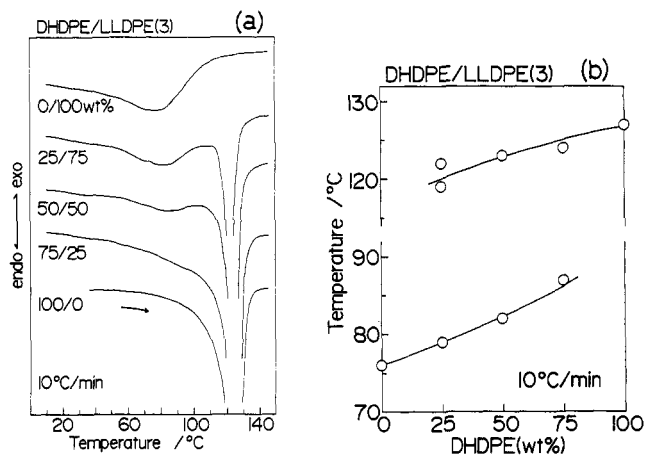 DHDPE/LLDPE(3) (a)
0/100wt%
25/75
50/50
75/25
100/0
10°C/min
endo ←→ exo
20 60 100 140
Temperature /°C
DHDPE/LLDPE(3) (b)
130
120
90
80
70
Temperature /°C
10°C/min
0 25 50 75 100
DHDPE(wt%)